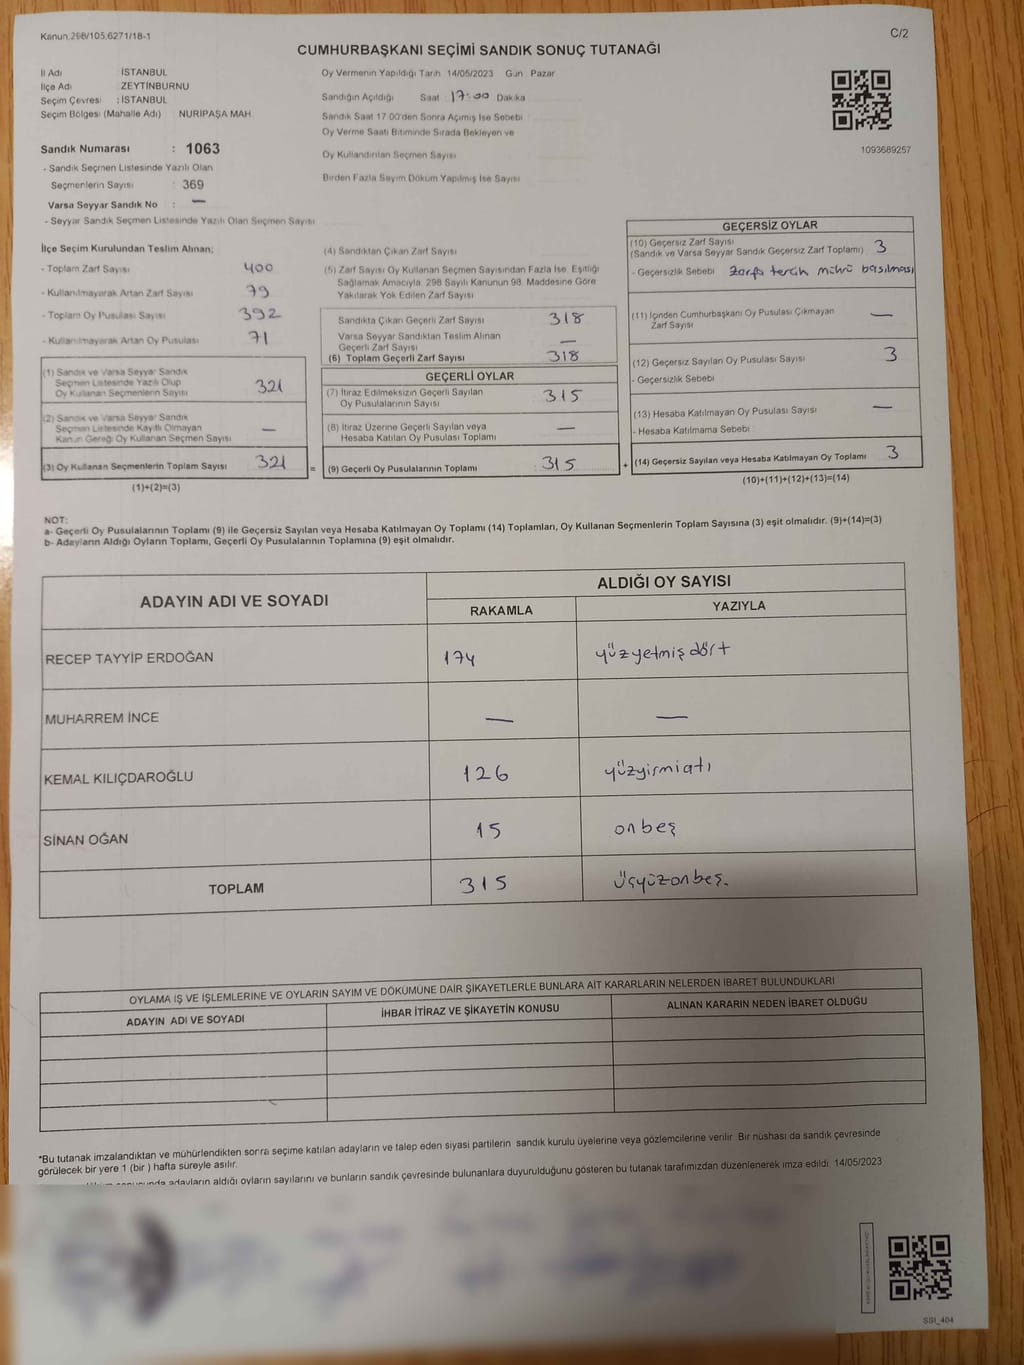 Kanun:298/105,6271/18-1
C/2
CUMHURBAŞKANI SEÇİMİ SANDIK SONUÇ TUTANAĞI
İl Adı : İSTANBUL
İlçe Adı : ZEYTİNBURNU
Seçim Çevresi : İSTANBUL
Seçim Bölgesi (Mahalle Adı) NURİPAŞA MAH.
Sandık Numarası : 1063
- Sandık Seçmen Listesinde Yazılı Olan
Seçmenlerin Sayısı : 369
Varsa Seyyar Sandık No : —
- Seyyar Sandık Seçmen Listesinde Yazılı Olan Seçmen Sayısı
Oy Vermenin Yapıldığı Tarih 14/05/2023 Gün Pazar
Sandığın Açıldığı Saat 17:00 Dakika
Sandık Saat 17.00'den Sonra Açılmış İse Sebebi
Oy Verme Saati Bitiminde Sırada Bekleyen ve
Oy Kullandırılan Seçmen Sayısı
Birden Fazla Sayım Döküm Yapılmış İse Sayısı
1093689257
İlçe Seçim Kurulundan Teslim Alınan;
- Toplam Zarf Sayısı 400
- Kullanılmayarak Artan Zarf Sayısı 79
- Toplam Oy Pusulası Sayısı 392
- Kullanılmayarak Artan Oy Pusulası 71
(1) Sandık ve Varsa Seyyar Sandık
Seçmen Listesinde Yazılı Olup
Oy Kullanan Seçmenlerin Sayısı 321
(2) Sandık ve Varsa Seyyar Sandık
Seçmen Listesinde Kayıtlı Olmayan
Kanun Gereği Oy Kullanan Seçmen Sayısı —
(3) Oy Kullanan Seçmenlerin Toplam Sayısı 321
(1)+(2)=(3)
(4) Sandıktan Çıkan Zarf Sayısı
(5) Zarf Sayısı Oy Kullanan Seçmen Sayısından Fazla İse, Eşitliği
Sağlamak Amacıyla, 298 Sayılı Kanunun 98. Maddesine Göre
Yakılarak Yok Edilen Zarf Sayısı
Sandıkta Çıkan Geçerli Zarf Sayısı 318
Varsa Seyyar Sandıktan Teslim Alınan
Geçerli Zarf Sayısı —
(6) Toplam Geçerli Zarf Sayısı 318
GEÇERLİ OYLAR
(7) İtiraz Edilmeksizin Geçerli Sayılan
Oy Pusulalarının Sayısı 315
(8) İtiraz Üzerine Geçerli Sayılan veya
Hesaba Katılan Oy Pusulası Toplamı —
= (9) Geçerli Oy Pusulalarının Toplamı : 315
GEÇERSİZ OYLAR
(10) Geçersiz Zarf Sayısı
(Sandık ve Varsa Seyyar Sandık Geçersiz Zarf Toplamı) 3
- Geçersizlik Sebebi Zarfa tercih mührü basılması
(11) İçinden Cumhurbaşkanı Oy Pusulası Çıkmayan
Zarf Sayısı —
(12) Geçersiz Sayılan Oy Pusulası Sayısı 3
- Geçersizlik Sebebi
(13) Hesaba Katılmayan Oy Pusulası Sayısı —
- Hesaba Katılmama Sebebi
+ (14) Geçersiz Sayılan veya Hesaba Katılmayan Oy Toplamı 3
(10)+(11)+(12)+(13)=(14)
NOT:
a- Geçerli Oy Pusulalarının Toplamı (9) ile Geçersiz Sayılan veya Hesaba Katılmayan Oy Toplamı (14) Toplamları, Oy Kullanan Seçmenlerin Toplam Sayısına (3) eşit olmalıdır. (9)+(14)=(3)
b- Adayların Aldığı Oyların Toplamı, Geçerli Oy Pusulalarının Toplamına (9) eşit olmalıdır.
ADAYIN ADI VE SOYADI
ALDIĞI OY SAYISI
RAKAMLA YAZIYLA
RECEP TAYYİP ERDOĞAN 174 yüzyetmişdört
MUHARREM İNCE — —
KEMAL KILIÇDAROĞLU 126 yüzyirmialtı
SİNAN OĞAN 15 onbeş
TOPLAM 315 üçyüzonbeş.
OYLAMA İŞ VE İŞLEMLERİNE VE OYLARIN SAYIM VE DÖKÜMÜNE DAİR ŞİKAYETLERLE BUNLARA AİT KARARLARIN NELERDEN İBARET BULUNDUKLARI
ADAYIN ADI VE SOYADI İHBAR İTİRAZ VE ŞİKAYETİN KONUSU ALINAN KARARIN NEDEN İBARET OLDUĞU
*Bu tutanak imzalandıktan ve mühürlendikten sonra seçime katılan adayların ve talep eden siyasi partilerin sandık kurulu üyelerine veya gözlemcilerine verilir. Bir nüshası da sandık çevresinde
görülecek bir yere 1 (bir ) hafta süreyle asılır.
adayların aldığı oyların sayılarını ve bunların sandık çevresinde bulunanlara duyurulduğunu gösteren bu tutanak tarafımızdan düzenlenerek imza edildi. 14/05/2023
SSI_404